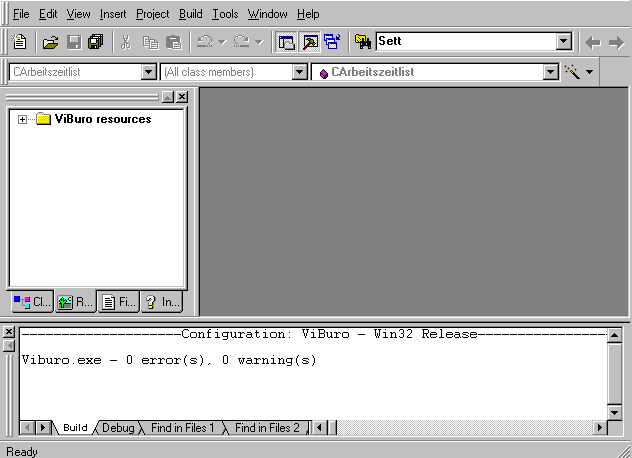 File Edit View Insert Project Build Tools Window Help
Sett
CArbeitszeitlist (All class members) CArbeitszeitlist
ViBuro resources
Cl... R... Fi... In...
--------------------Configuration: ViBuro - Win32 Release--------------------
Viburo.exe - 0 error(s), 0 warning(s)
Build Debug Find in Files 1 Find in Files 2
Ready